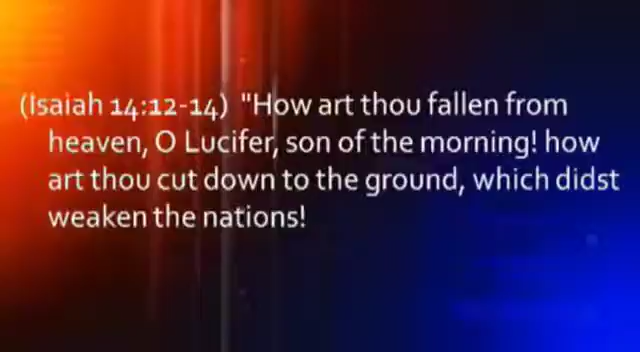 (Isaiah 14:12-14) "How art thou fallen from
heaven, O Lucifer, son of the morning! how
art thou cut down to the ground, which didst
weaken the nations!